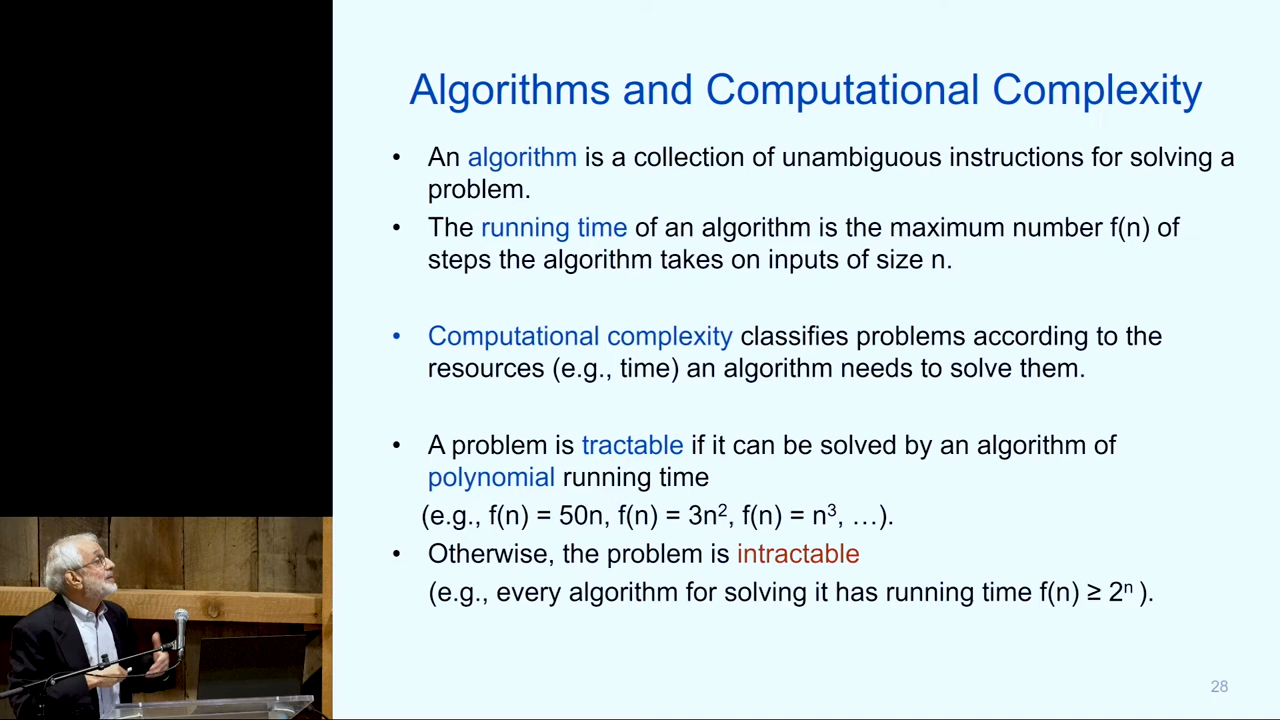 Algorithms and Computational Complexity
• An algorithm is a collection of unambiguous instructions for solving a
problem.
• The running time of an algorithm is the maximum number f(n) of
steps the algorithm takes on inputs of size n.
• Computational complexity classifies problems according to the
resources (e.g., time) an algorithm needs to solve them.
• A problem is tractable if it can be solved by an algorithm of
polynomial running time
(e.g., f(n) = 50n, f(n) = 3n², f(n) = n³, …).
• Otherwise, the problem is intractable
(e.g., every algorithm for solving it has running time f(n) ≥ 2ⁿ ).
28